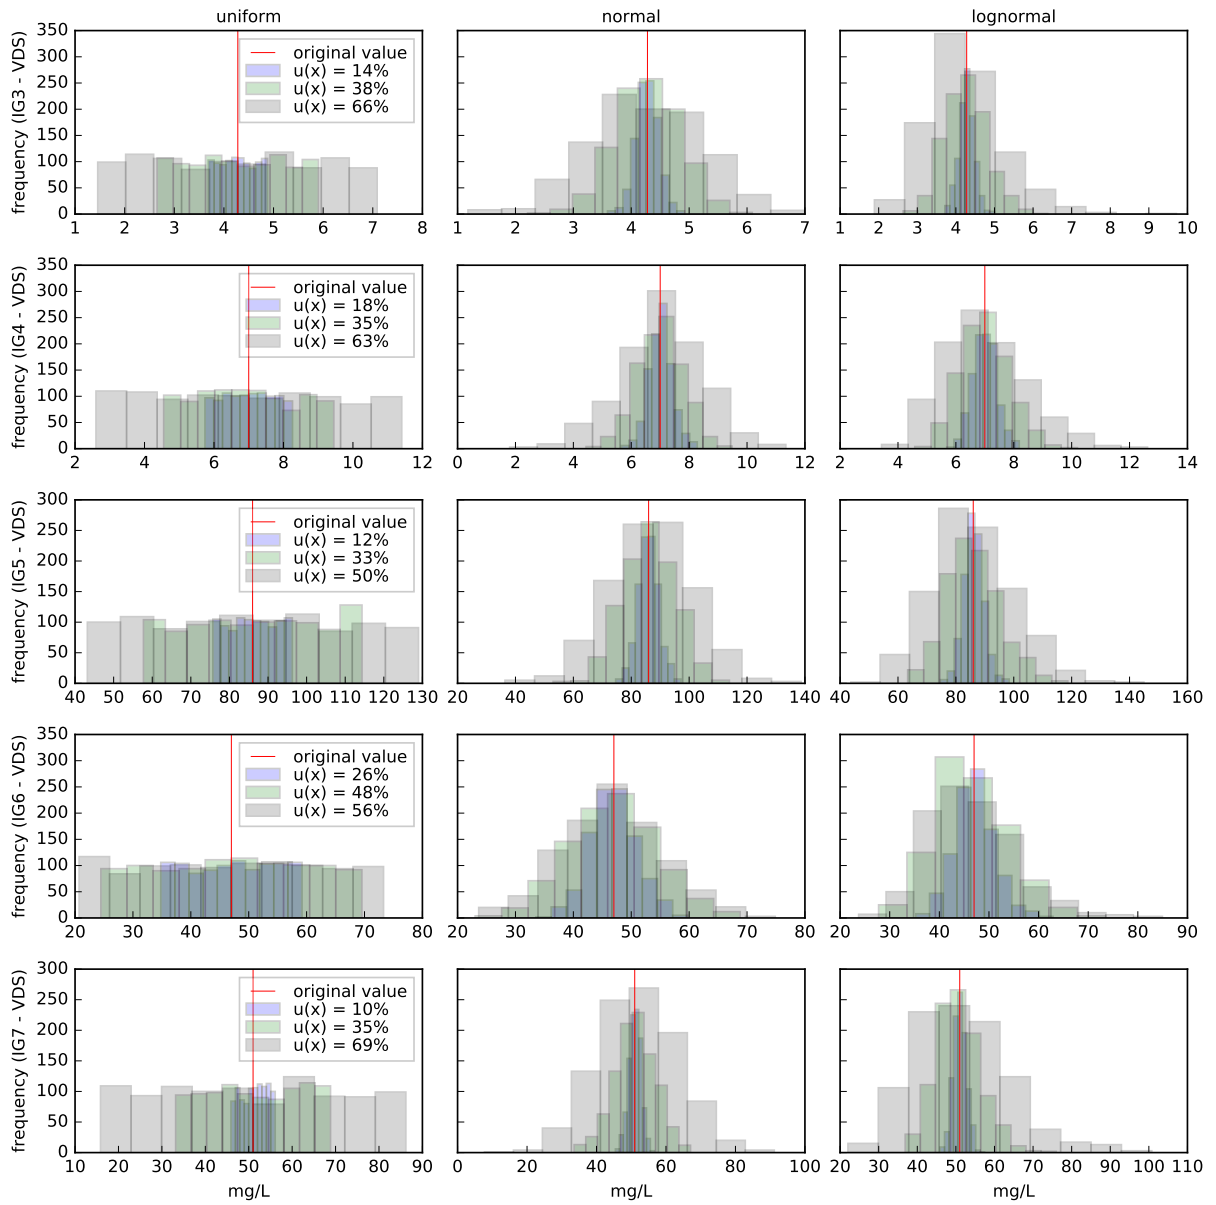 uniform normal lognormal
frequency (IG3 - VDS)
350
300
250
200
150
100
50
0
original value
u(x) = 14%
u(x) = 38%
u(x) = 66%
1 2 3 4 5 6 7 8
1 2 3 4 5 6 7
1 2 3 4 5 6 7 8 9 10
frequency (IG4 - VDS)
350
300
250
200
150
100
50
0
original value
u(x) = 18%
u(x) = 35%
u(x) = 63%
2 4 6 8 10 12
0 2 4 6 8 10 12
2 4 6 8 10 12 14
frequency (IG5 - VDS)
300
250
200
150
100
50
0
original value
u(x) = 12%
u(x) = 33%
u(x) = 50%
40 50 60 70 80 90 100 110 120 130
20 40 60 80 100 120 140
40 60 80 100 120 140 160
frequency (IG6 - VDS)
350
300
250
200
150
100
50
0
original value
u(x) = 26%
u(x) = 48%
u(x) = 56%
20 30 40 50 60 70 80
20 30 40 50 60 70 80
20 30 40 50 60 70 80 90
frequency (IG7 - VDS)
300
250
200
150
100
50
0
original value
u(x) = 10%
u(x) = 35%
u(x) = 69%
10 20 30 40 50 60 70 80 90
0 20 40 60 80 100
20 30 40 50 60 70 80 90 100 110
mg/L mg/L mg/L